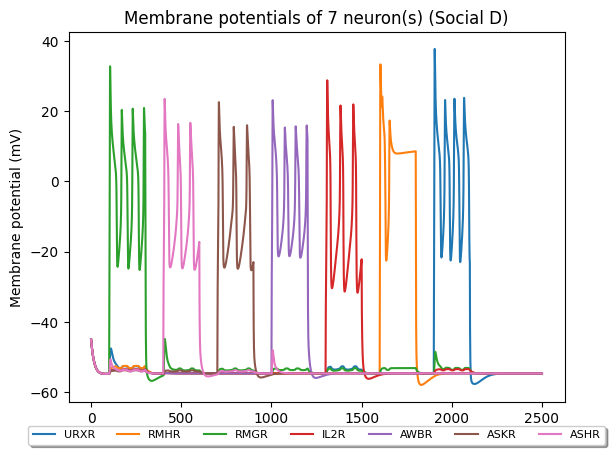 Membrane potentials of 7 neuron(s) (Social D)
Membrane potential (mV)
40
20
0
−20
−40
−60
0 500 1000 1500 2000 2500
URXR RMHR RMGR IL2R AWBR ASKR ASHR